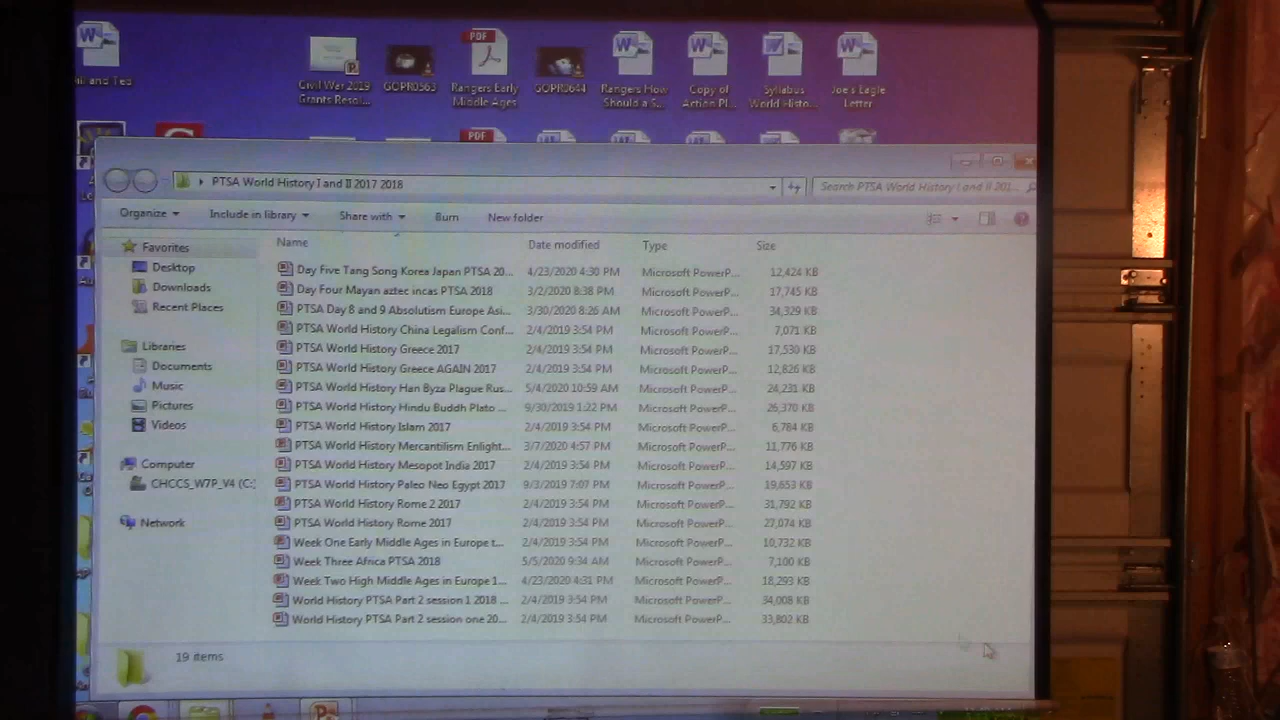 PDF
Civil War 2019 Grants Resol...
GOPR0563
Rangers Early Middle Ages
GOPR0644
Rangers How Should a S...
Copy of Action Pl...
Syllabus World Histo...
Joe's Eagle Letter
PDF
PTSA World History I and II 2017 2018
Search PTSA World History I and II 201...
Organize Include in library Share with Burn New folder
Name Date modified Type Size
Favorites
Desktop
Downloads
Recent Places
Libraries
Documents
Music
Pictures
Videos
Computer
CHCCS_W7P_V4 (C:)
Network
Day Five Tang Song Korea Japan PTSA 20... 4/23/2020 4:30 PM Microsoft PowerP... 12,424 KB
Day Four Mayan aztec incas PTSA 2018 3/2/2020 8:38 PM Microsoft PowerP... 17,745 KB
PTSA Day 8 and 9 Absolutism Europe Asi... 3/30/2020 8:26 AM Microsoft PowerP... 34,329 KB
PTSA World History China Legalism Conf... 2/4/2019 3:54 PM Microsoft PowerP... 7,071 KB
PTSA World History Greece 2017 2/4/2019 3:54 PM Microsoft PowerP... 17,530 KB
PTSA World History Greece AGAIN 2017 2/4/2019 3:54 PM Microsoft PowerP... 12,826 KB
PTSA World History Han Byza Plague Rus... 5/4/2020 10:59 AM Microsoft PowerP... 24,231 KB
PTSA World History Hindu Buddh Plato ... 9/30/2019 1:22 PM Microsoft PowerP... 26,370 KB
PTSA World History Islam 2017 2/4/2019 3:54 PM Microsoft PowerP... 6,784 KB
PTSA World History Mercantilism Enlight... 3/7/2020 4:57 PM Microsoft PowerP... 11,776 KB
PTSA World History Mesopot India 2017 2/4/2019 3:54 PM Microsoft PowerP... 14,597 KB
PTSA World History Paleo Neo Egypt 2017 9/3/2019 7:07 PM Microsoft PowerP... 19,653 KB
PTSA World History Rome 2 2017 2/4/2019 3:54 PM Microsoft PowerP... 31,792 KB
PTSA World History Rome 2017 2/4/2019 3:54 PM Microsoft PowerP... 27,074 KB
Week One Early Middle Ages in Europe t... 2/4/2019 3:54 PM Microsoft PowerP... 10,732 KB
Week Three Africa PTSA 2018 5/5/2020 9:34 AM Microsoft PowerP... 7,100 KB
Week Two High Middle Ages in Europe 1... 4/23/2020 4:31 PM Microsoft PowerP... 18,293 KB
World History PTSA Part 2 session 1 2018 ... 2/4/2019 3:54 PM Microsoft PowerP... 34,008 KB
World History PTSA Part 2 session one 20... 2/4/2019 3:54 PM Microsoft PowerP... 33,802 KB
19 items